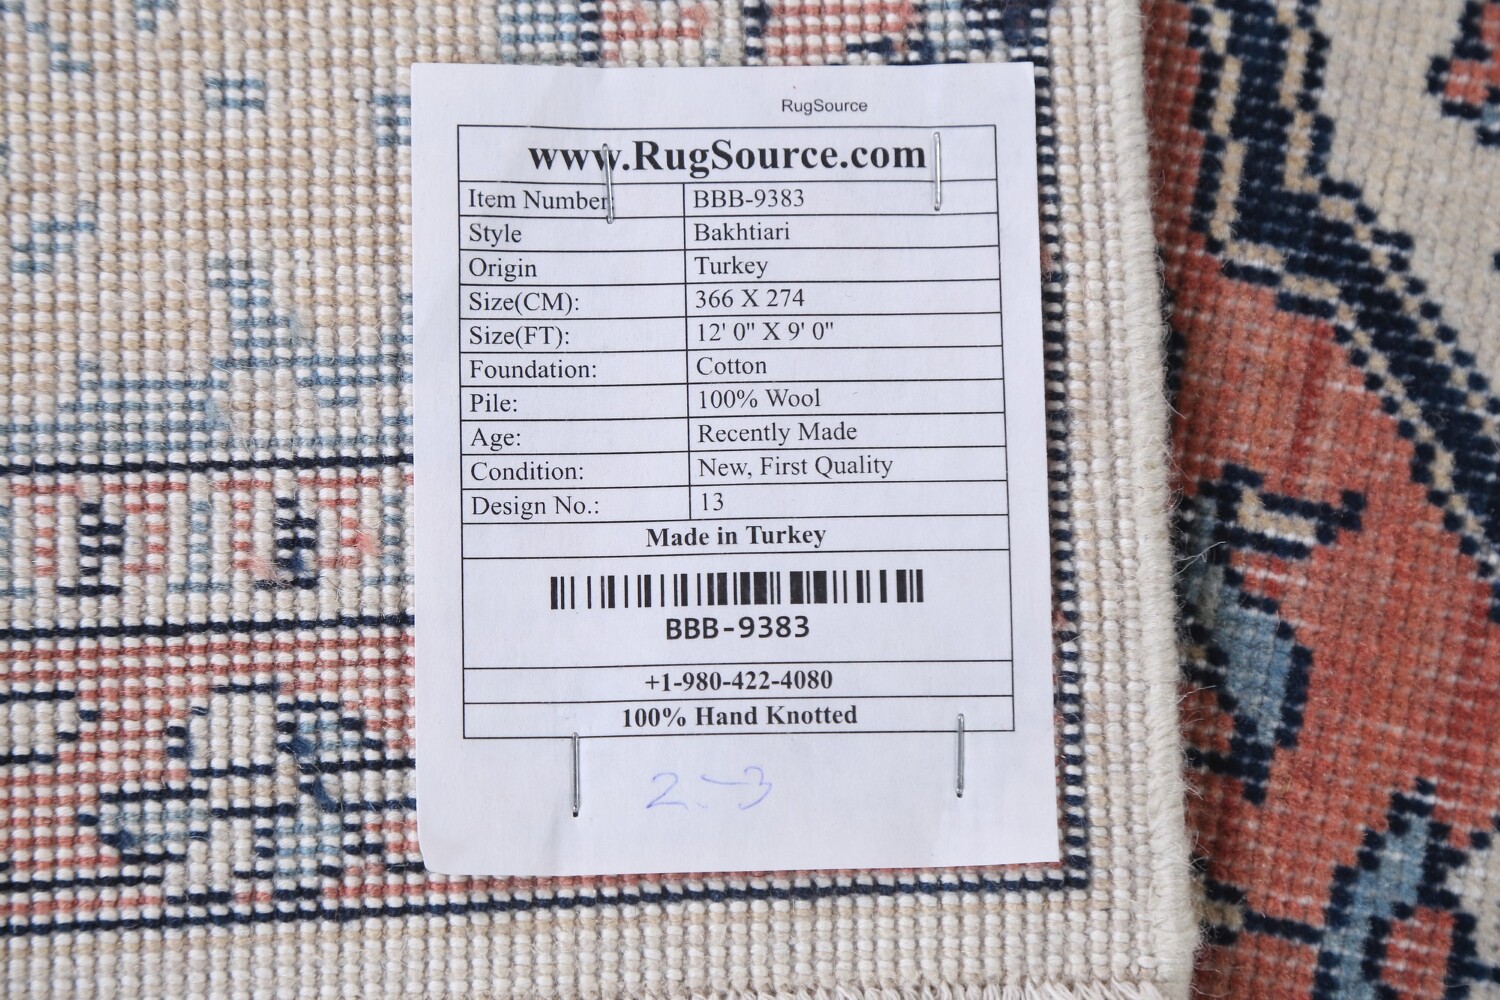 RugSource
www.RugSource.com
Item Number BBB-9383
Style Bakhtiari
Origin Turkey
Size(CM): 366 X 274
Size(FT): 12' 0" X 9' 0"
Foundation: Cotton
Pile: 100% Wool
Age: Recently Made
Condition: New, First Quality
Design No.: 13
Made in Turkey
BBB-9383
+1-980-422-4080
100% Hand Knotted